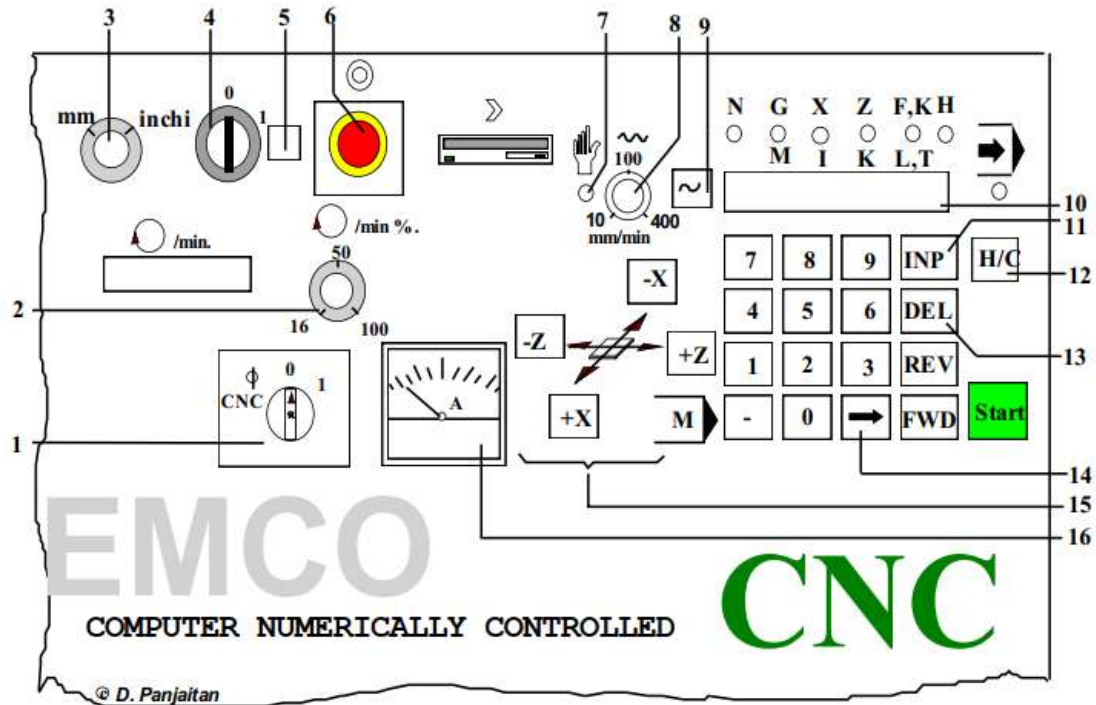 3 4 5 6 7 8 9
mm inchi
0
1
100
10 400
mm/min
N G X Z F,K H
M I K L,T
10
11
12
/min.
/min %.
50
16 100
2
7 8 9 INP H/C
4 5 6 DEL
13
1 2 3 REV
- 0 FWD Start
-X
-Z +Z
+X M
0
1
CNC
A
1
14
15
16
EMCO
CNC
COMPUTER NUMERICALLY CONTROLLED
© D. Panjaitan